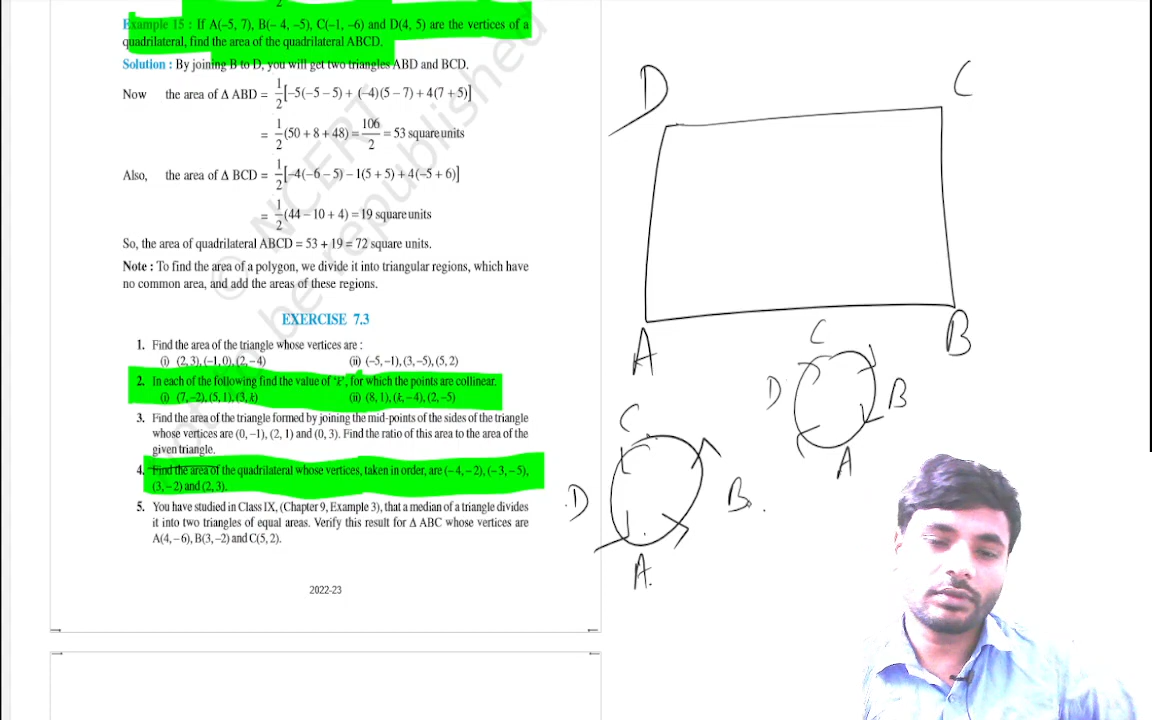 2
Example 15 : If A(–5, 7), B(– 4, –5), C(–1, –6) and D(4, 5) are the vertices of a
quadrilateral, find the area of the quadrilateral ABCD.
Solution : By joining B to D, you will get two triangles ABD and BCD.
Now the area of Δ ABD = 1/2 [–5(–5 – 5) + (–4)(5 – 7) + 4(7 + 5)]
= 1/2 (50 + 8 + 48) = 106/2 = 53 square units
Also, the area of Δ BCD = 1/2 [–4(–6 – 5) – 1(5 + 5) + 4(–5 + 6)]
= 1/2 (44 – 10 + 4) = 19 square units
So, the area of quadrilateral ABCD = 53 + 19 = 72 square units.
Note : To find the area of a polygon, we divide it into triangular regions, which have
no common area, and add the areas of these regions.
EXERCISE 7.3
1. Find the area of the triangle whose vertices are :
(i) (2, 3), (–1, 0), (2, – 4) (ii) (–5, –1), (3, –5), (5, 2)
2. In each of the following find the value of ‘k’, for which the points are collinear.
(i) (7, –2), (5, 1), (3, k) (ii) (8, 1), (k, – 4), (2, –5)
3. Find the area of the triangle formed by joining the mid-points of the sides of the triangle
whose vertices are (0, –1), (2, 1) and (0, 3). Find the ratio of this area to the area of the
given triangle.
4. Find the area of the quadrilateral whose vertices, taken in order, are (– 4, – 2), (– 3, – 5),
(3, – 2) and (2, 3).
5. You have studied in Class IX, (Chapter 9, Example 3), that a median of a triangle divides
it into two triangles of equal areas. Verify this result for Δ ABC whose vertices are
A(4, – 6), B(3, –2) and C(5, 2).
2022-23
© NCERT
not to be republished
D C
A B
C
D B
A
C
D B
A